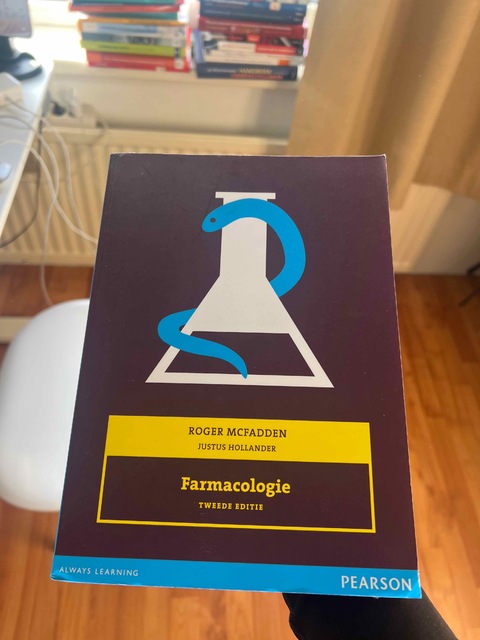 ROGER MCFADDEN
JUSTUS HOLLANDER
Farmacologie
TWEEDE EDITIE
ALWAYS LEARNING
PEARSON